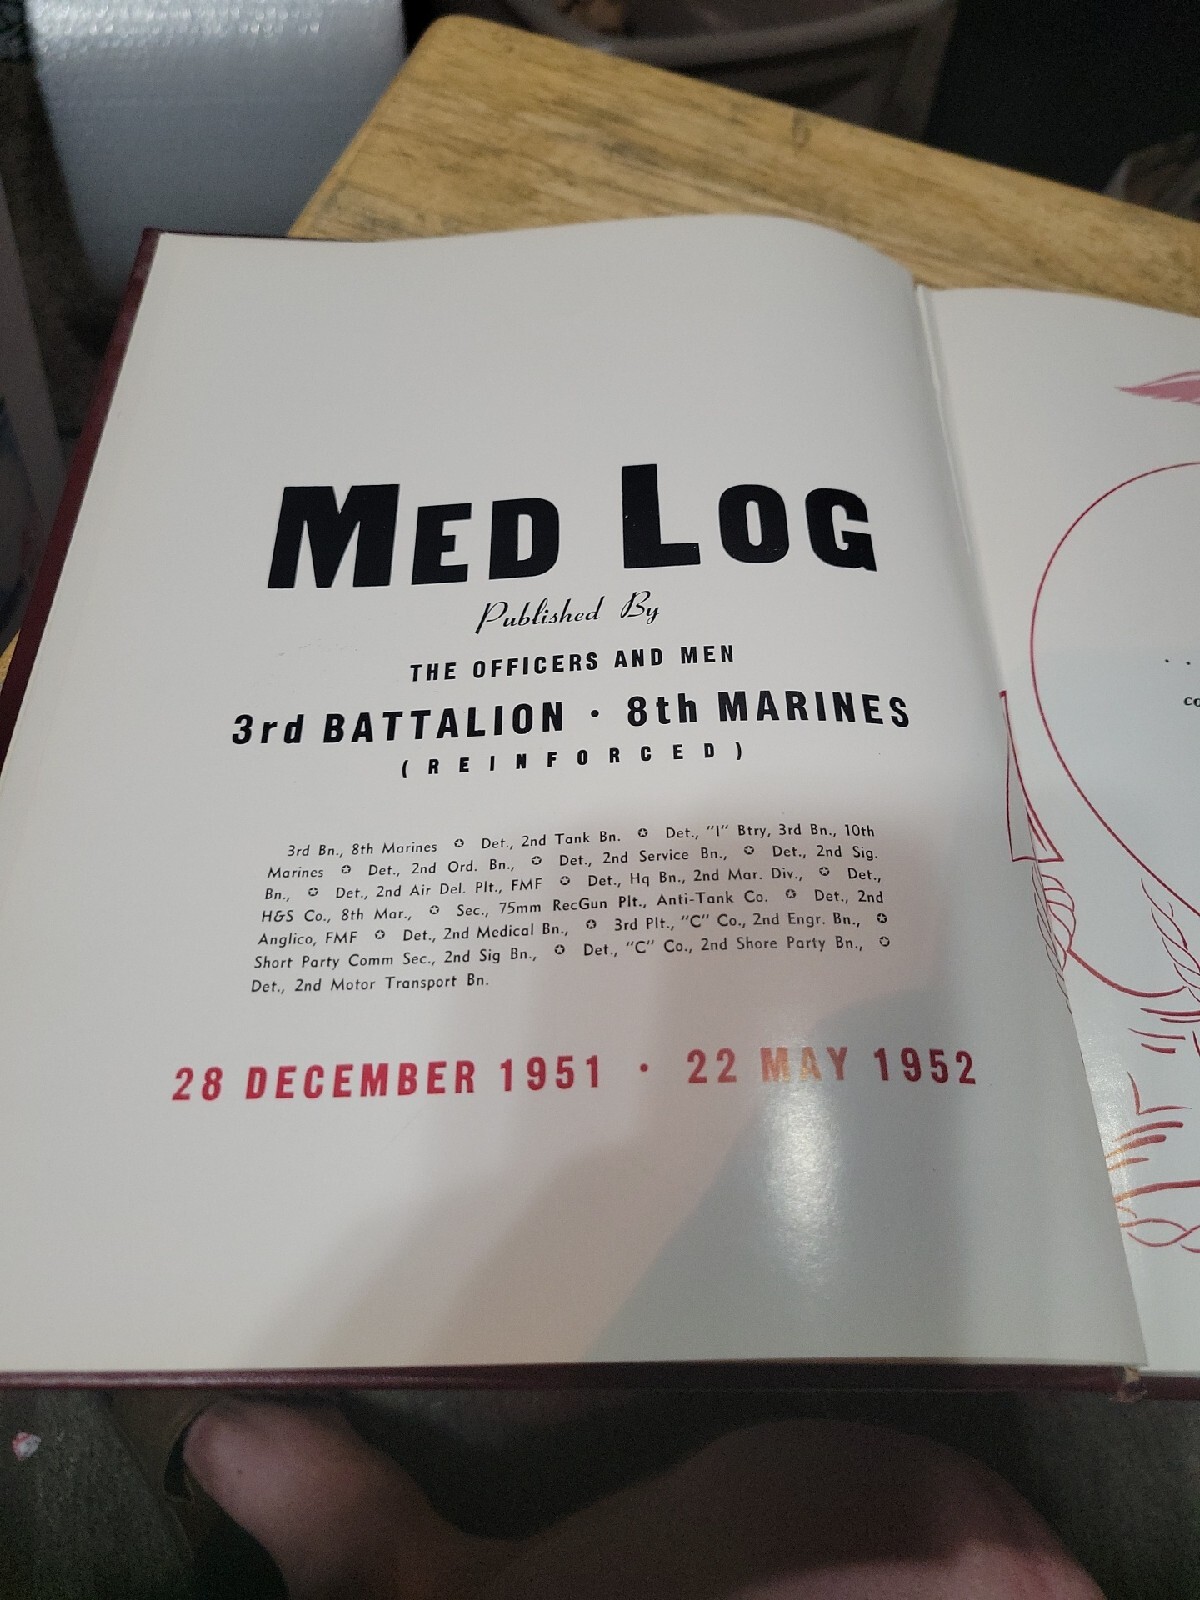 MED LOG
Published By
THE OFFICERS AND MEN
3rd BATTALION · 8th MARINES
(REINFORCED)
3rd Bn., 8th Marines ✪ Det., 2nd Tank Bn. ✪ Det., "I" Btry, 3rd Bn., 10th
Marines ✪ Det., 2nd Ord. Bn., ✪ Det., 2nd Service Bn., ✪ Det., 2nd Sig.
Bn., ✪ Det., 2nd Air Del. Plt., FMF ✪ Det., Hq Bn., 2nd Mar. Div., ✪ Det.,
H&S Co., 8th Mar., ✪ Sec., 75mm RecGun Plt., Anti-Tank Co. ✪ Det., 2nd
Anglico, FMF ✪ Det., 2nd Medical Bn., ✪ 3rd Plt., "C" Co., 2nd Engr. Bn., ✪
Short Party Comm Sec., 2nd Sig Bn., ✪ Det., "C" Co., 2nd Shore Party Bn., ✪
Det., 2nd Motor Transport Bn.
28 DECEMBER 1951 · 22 MAY 1952